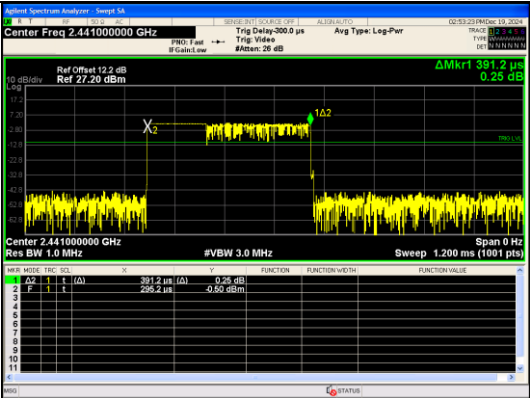 Agilent Spectrum Analyzer - Swept SA
R T RF 50 Ω AC SENSE:INT SOURCE OFF ALIGN AUTO 02:53:23 PM Dec 19, 2024
Center Freq 2.441000000 GHz
Trig Delay-300.0 µs Avg Type: Log-Pwr TRACE 1 2 3 4 5 6
PNO: Fast Trig: Video TYPE
IFGain:Low #Atten: 26 dB DET N N N N N N
ΔMkr1 391.2 µs
0.25 dB
Ref Offset 12.2 dB
10 dB/div Ref 27.20 dBm
Log
17.2
7.20
-2.80
-12.8
-22.8
-32.8
-42.8
-52.8
-62.8
X2
1Δ2
TRIG LVL
Center 2.441000000 GHz Span 0 Hz
Res BW 1.0 MHz #VBW 3.0 MHz Sweep 1.200 ms (1001 pts)
MKR MODE TRC SCL X Y FUNCTION FUNCTION WIDTH FUNCTION VALUE
1 Δ2 1 t (Δ) 391.2 µs (Δ) 0.25 dB
2 F 1 t 295.2 µs -0.50 dBm
3
4
5
6
7
8
9
10
11
MSG STATUS